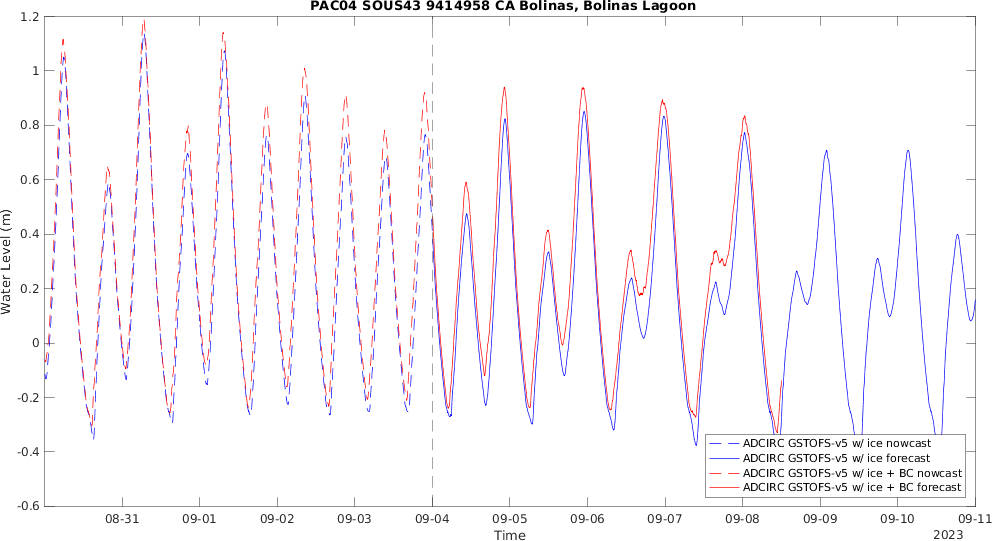 PAC04 SOUS43 9414958 CA Bolinas, Bolinas Lagoon
1.2
1
0.8
0.6
0.4
0.2
0
-0.2
-0.4
-0.6
Water Level (m)
ADCIRC GSTOFS-v5 w/ ice nowcast
ADCIRC GSTOFS-v5 w/ ice forecast
ADCIRC GSTOFS-v5 w/ ice + BC nowcast
ADCIRC GSTOFS-v5 w/ ice + BC forecast
08-31 09-01 09-02 09-03 09-04 09-05 09-06 09-07 09-08 09-09 09-10 09-11
Time
2023